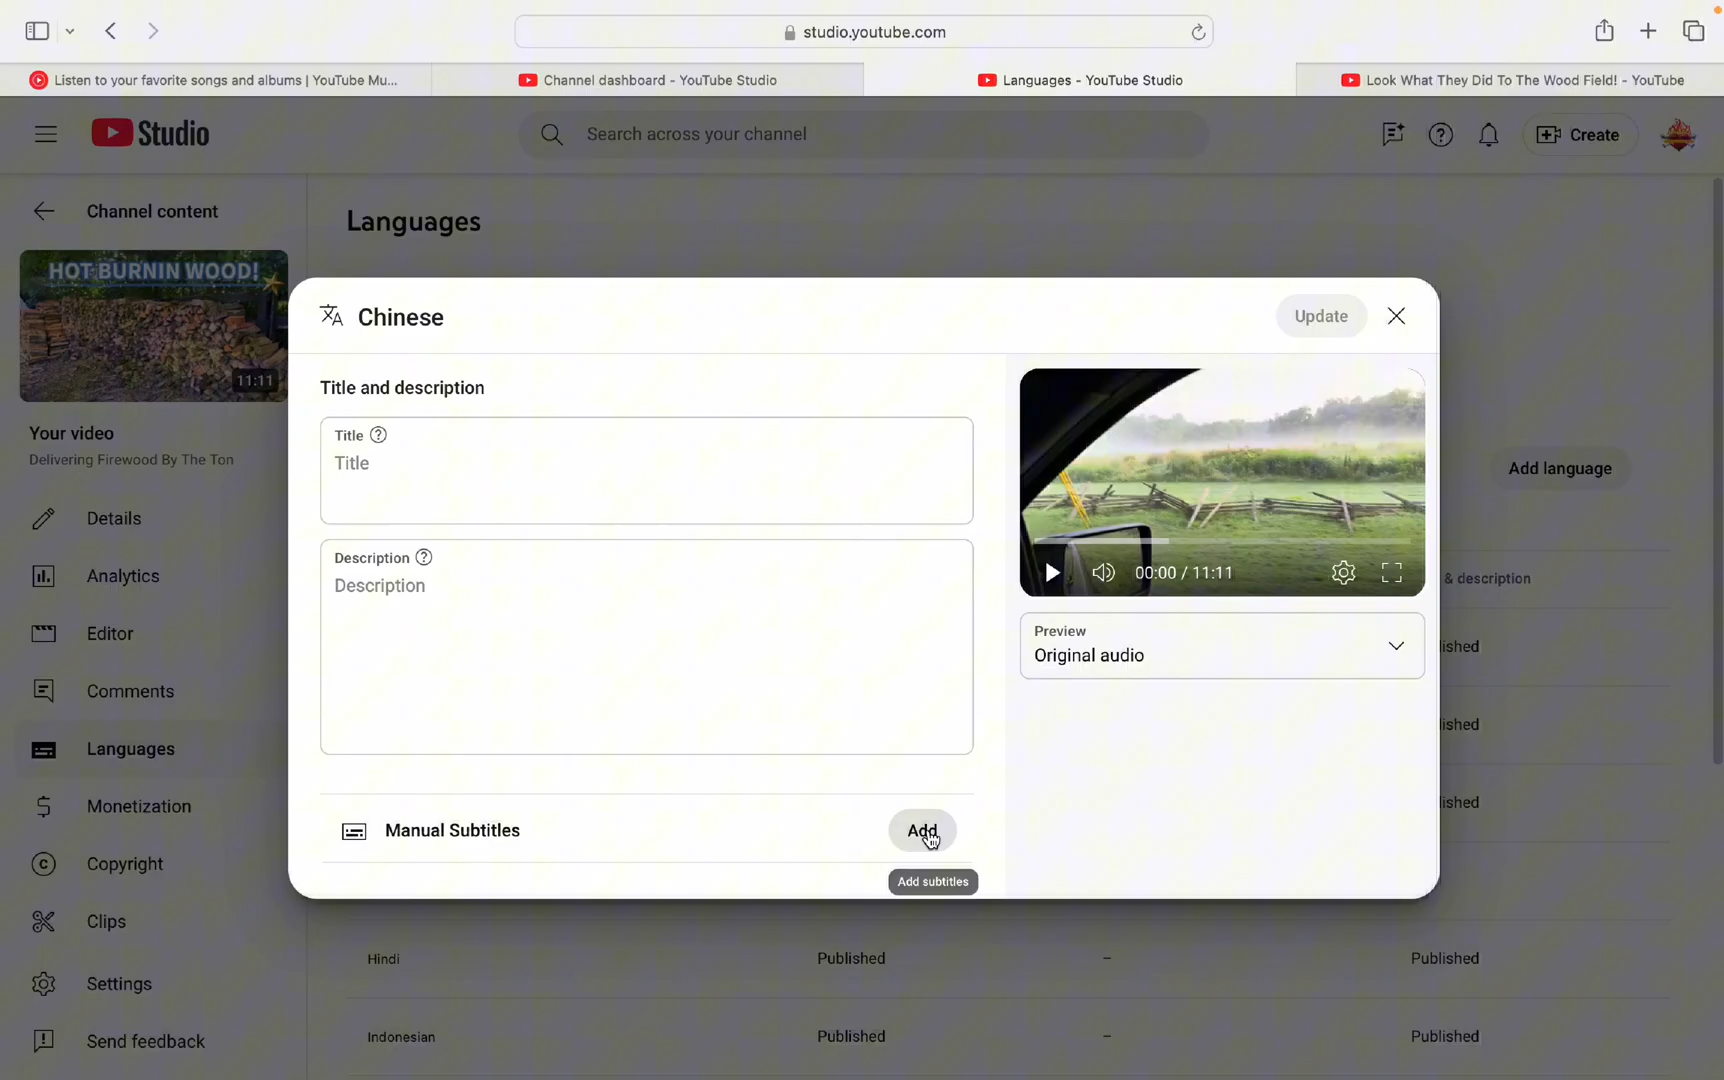 studio.youtube.com
Listen to your favorite songs and albums | YouTube Mu...
Channel dashboard - YouTube Studio
Languages - YouTube Studio
Look What They Did To The Wood Field! - YouTube
Studio
Search across your channel
Create
Channel content
HOT BURNIN WOOD!
11:11
Your video
Delivering Firewood By The Ton
Details
Analytics
Editor
Comments
Languages
Monetization
Copyright
Clips
Settings
Send feedback
Languages
Add language
& description
lished
lished
lished
Chinese
Update
Title and description
Title
Title
Description
Description
Manual Subtitles
Add
Add subtitles
00:00 / 11:11
Preview
Original audio
Hindi
Published
–
Published
Indonesian
Published
–
Published